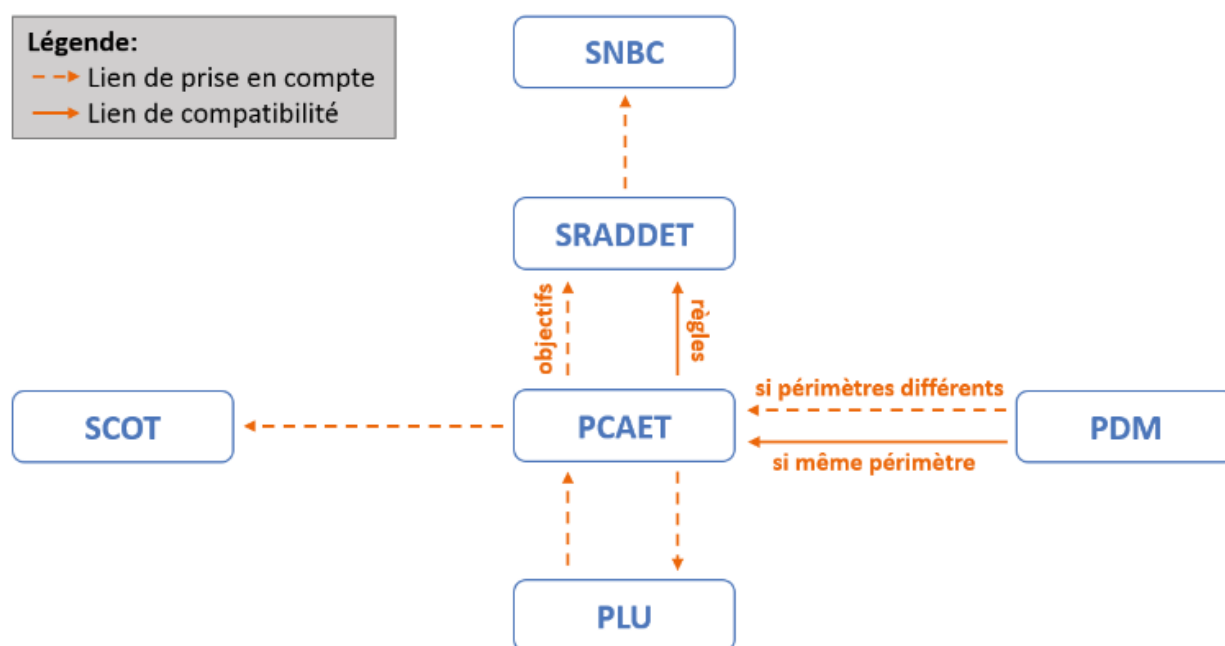 Légende:
Lien de prise en compte
Lien de compatibilité
SNBC
SRADDET
objectifs
règles
SCOT
PCAET
si périmètres différents
si même périmètre
PDM
PLU